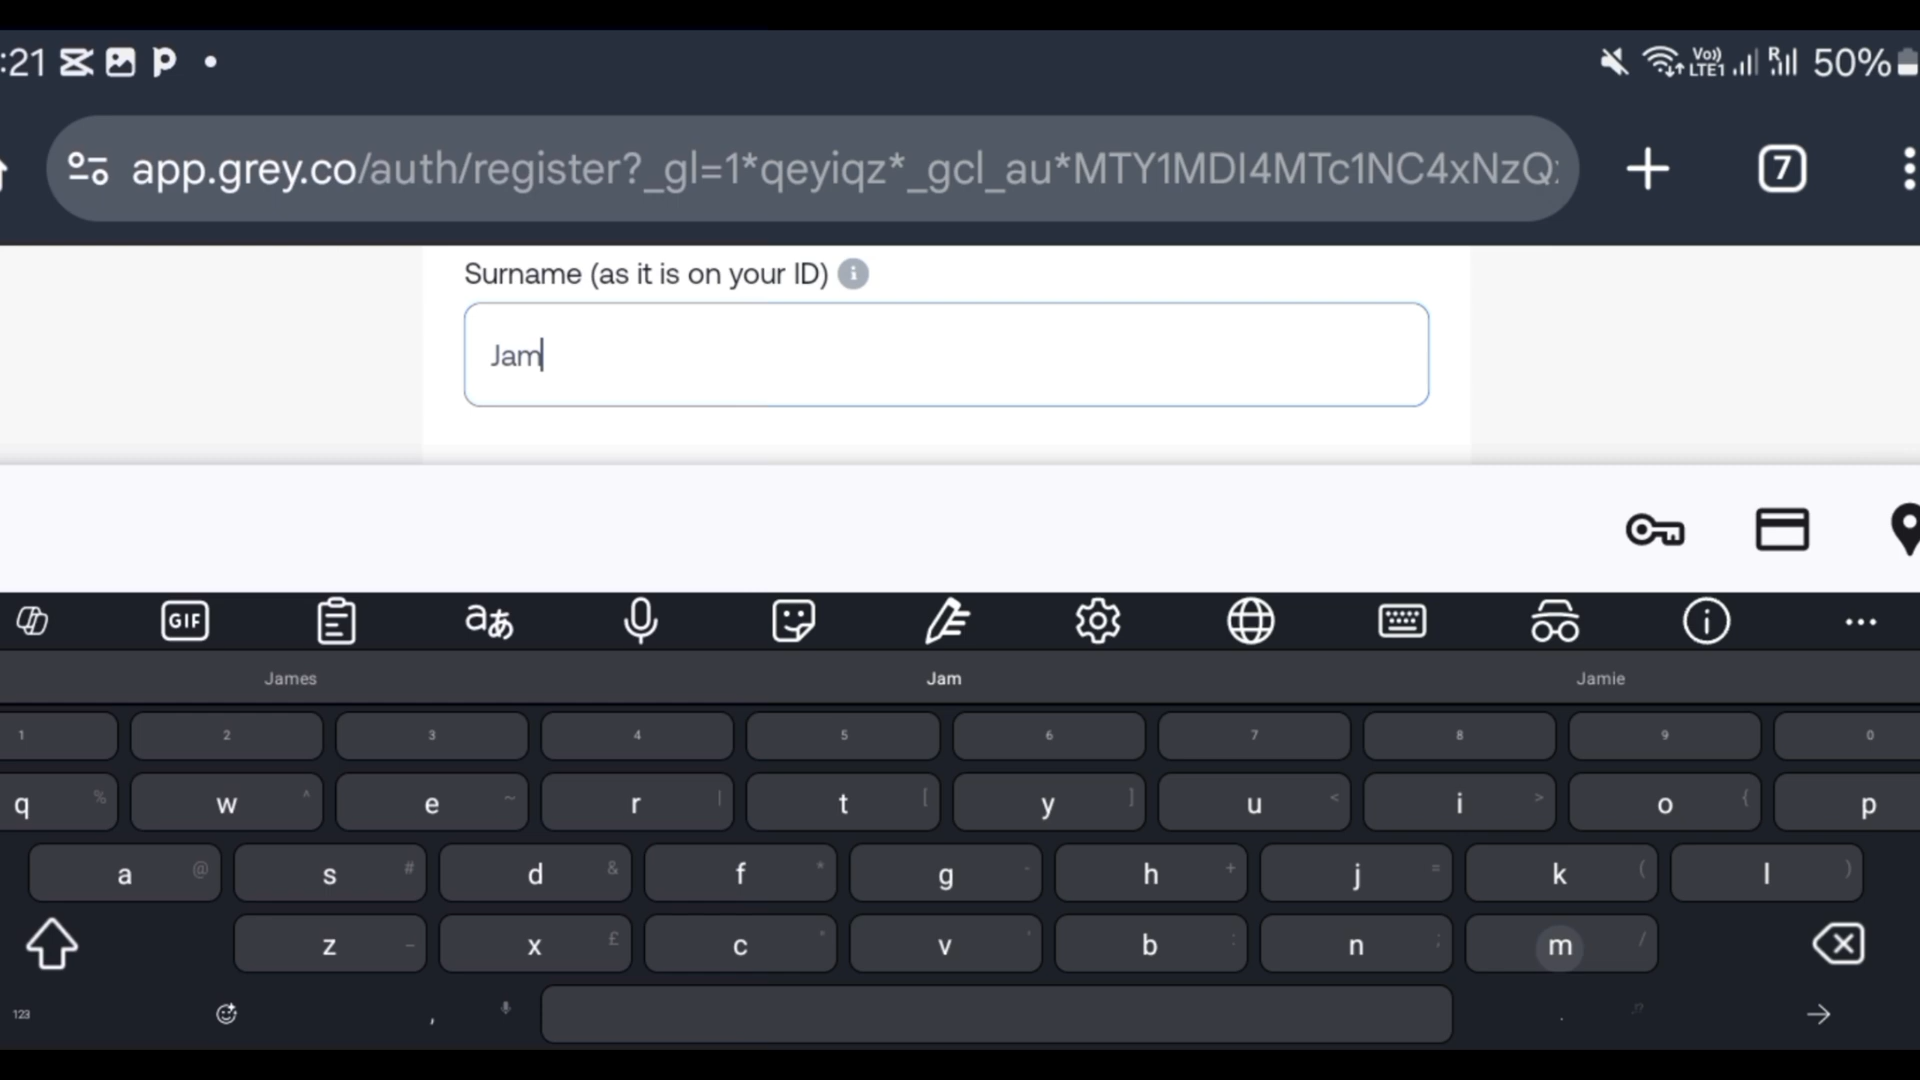 :21 50%
app.grey.co/auth/register?_gl=1*qeyiqz*_gcl_au*MTY1MDI4MTc1NC4xNzQ 7
Surname (as it is on your ID)
Jam
GIF
James Jam Jamie
1 2 3 4 5 6 7 8 9 0
q % w ^ e ~ r | t [ y ] u < i > o { p
a @ s # d & f * g - h + j = k ( l )
z _ x £ c " v ' b : n ; m /
123 , .